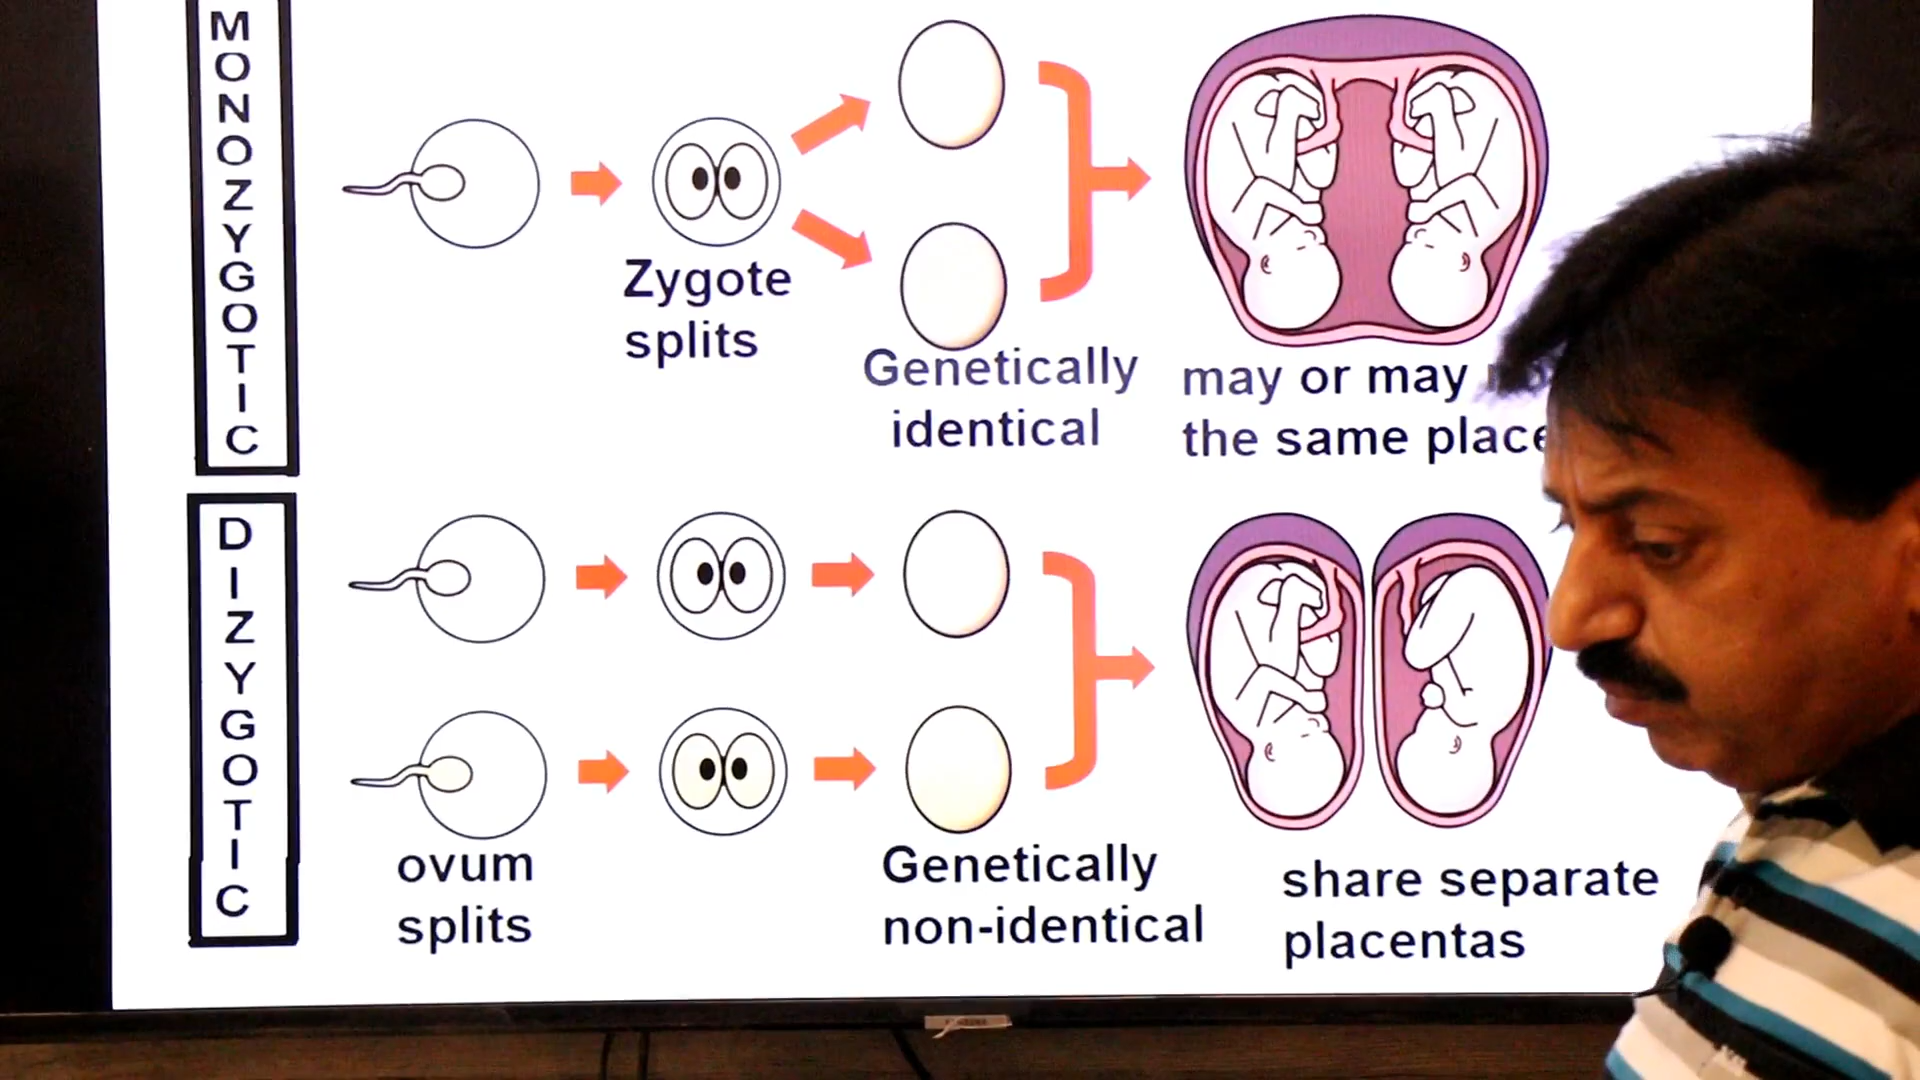 MONOZYGOTIC
Zygote
splits
Genetically
identical
may or may
the same
DIZYGOTIC
ovum
splits
Genetically
non-identical
share separate
placentas